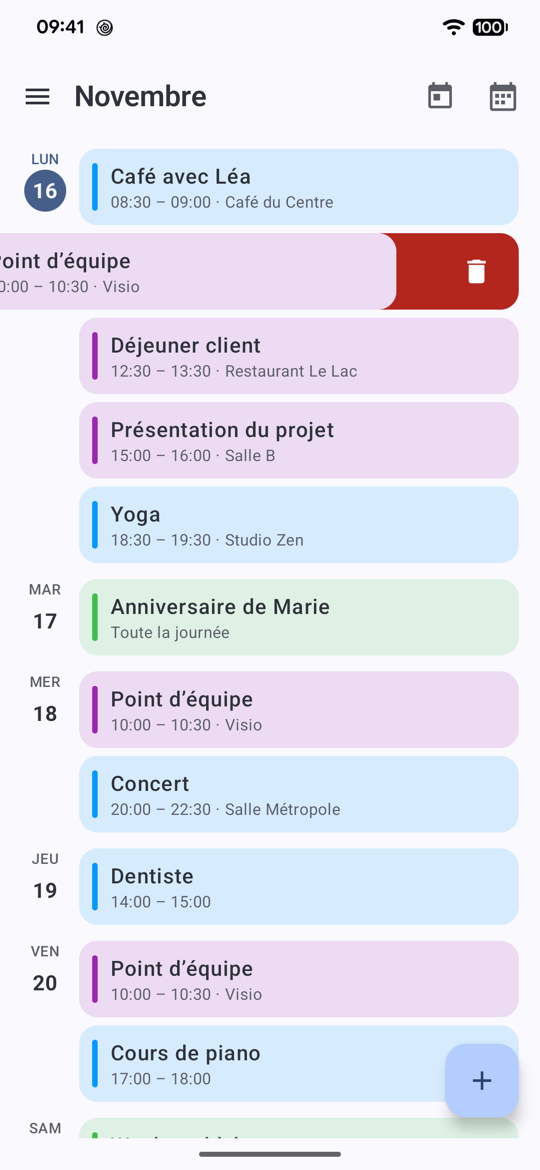 09:41
100
Novembre
LUN
16
Café avec Léa
08:30 – 09:00 · Café du Centre
d’équipe
– 10:30 · Visio
Déjeuner client
12:30 – 13:30 · Restaurant Le Lac
Présentation du projet
15:00 – 16:00 · Salle B
Yoga
18:30 – 19:30 · Studio Zen
MAR
17
Anniversaire de Marie
Toute la journée
MER
18
Point d’équipe
10:00 – 10:30 · Visio
Concert
20:00 – 22:30 · Salle Métropole
JEU
19
Dentiste
14:00 – 15:00
VEN
20
Point d’équipe
10:00 – 10:30 · Visio
Cours de piano
17:00 – 18:00
SAM